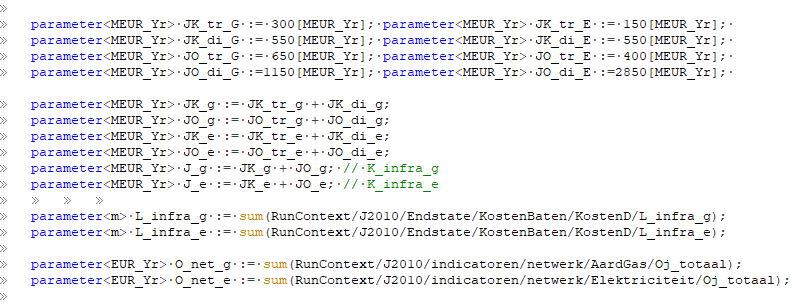 parameter<MEUR_Yr> JK_tr_G := 300[MEUR_Yr]; parameter<MEUR_Yr> JK_tr_E := 150[MEUR_Yr];
parameter<MEUR_Yr> JK_di_G := 550[MEUR_Yr]; parameter<MEUR_Yr> JK_di_E := 550[MEUR_Yr];
parameter<MEUR_Yr> JO_tr_G := 650[MEUR_Yr]; parameter<MEUR_Yr> JO_tr_E := 400[MEUR_Yr];
parameter<MEUR_Yr> JO_di_G :=1150[MEUR_Yr]; parameter<MEUR_Yr> JO_di_E :=2850[MEUR_Yr];
parameter<MEUR_Yr> JK_g := JK_tr_g + JK_di_g;
parameter<MEUR_Yr> JO_g := JO_tr_g + JO_di_g;
parameter<MEUR_Yr> JK_e := JK_tr_e + JK_di_e;
parameter<MEUR_Yr> JO_e := JO_tr_e + JO_di_e;
parameter<MEUR_Yr> J_g := JK_g + JO_g; // K_infra_g
parameter<MEUR_Yr> J_e := JK_e + JO_e; // K_infra_e
parameter<m> L_infra_g := sum(RunContext/J2010/Endstate/KostenBaten/KostenD/L_infra_g);
parameter<m> L_infra_e := sum(RunContext/J2010/Endstate/KostenBaten/KostenD/L_infra_e);
parameter<EUR_Yr> O_net_g := sum(RunContext/J2010/indicatoren/netwerk/AardGas/Oj_totaal);
parameter<EUR_Yr> O_net_e := sum(RunContext/J2010/indicatoren/netwerk/Elektriciteit/Oj_totaal);